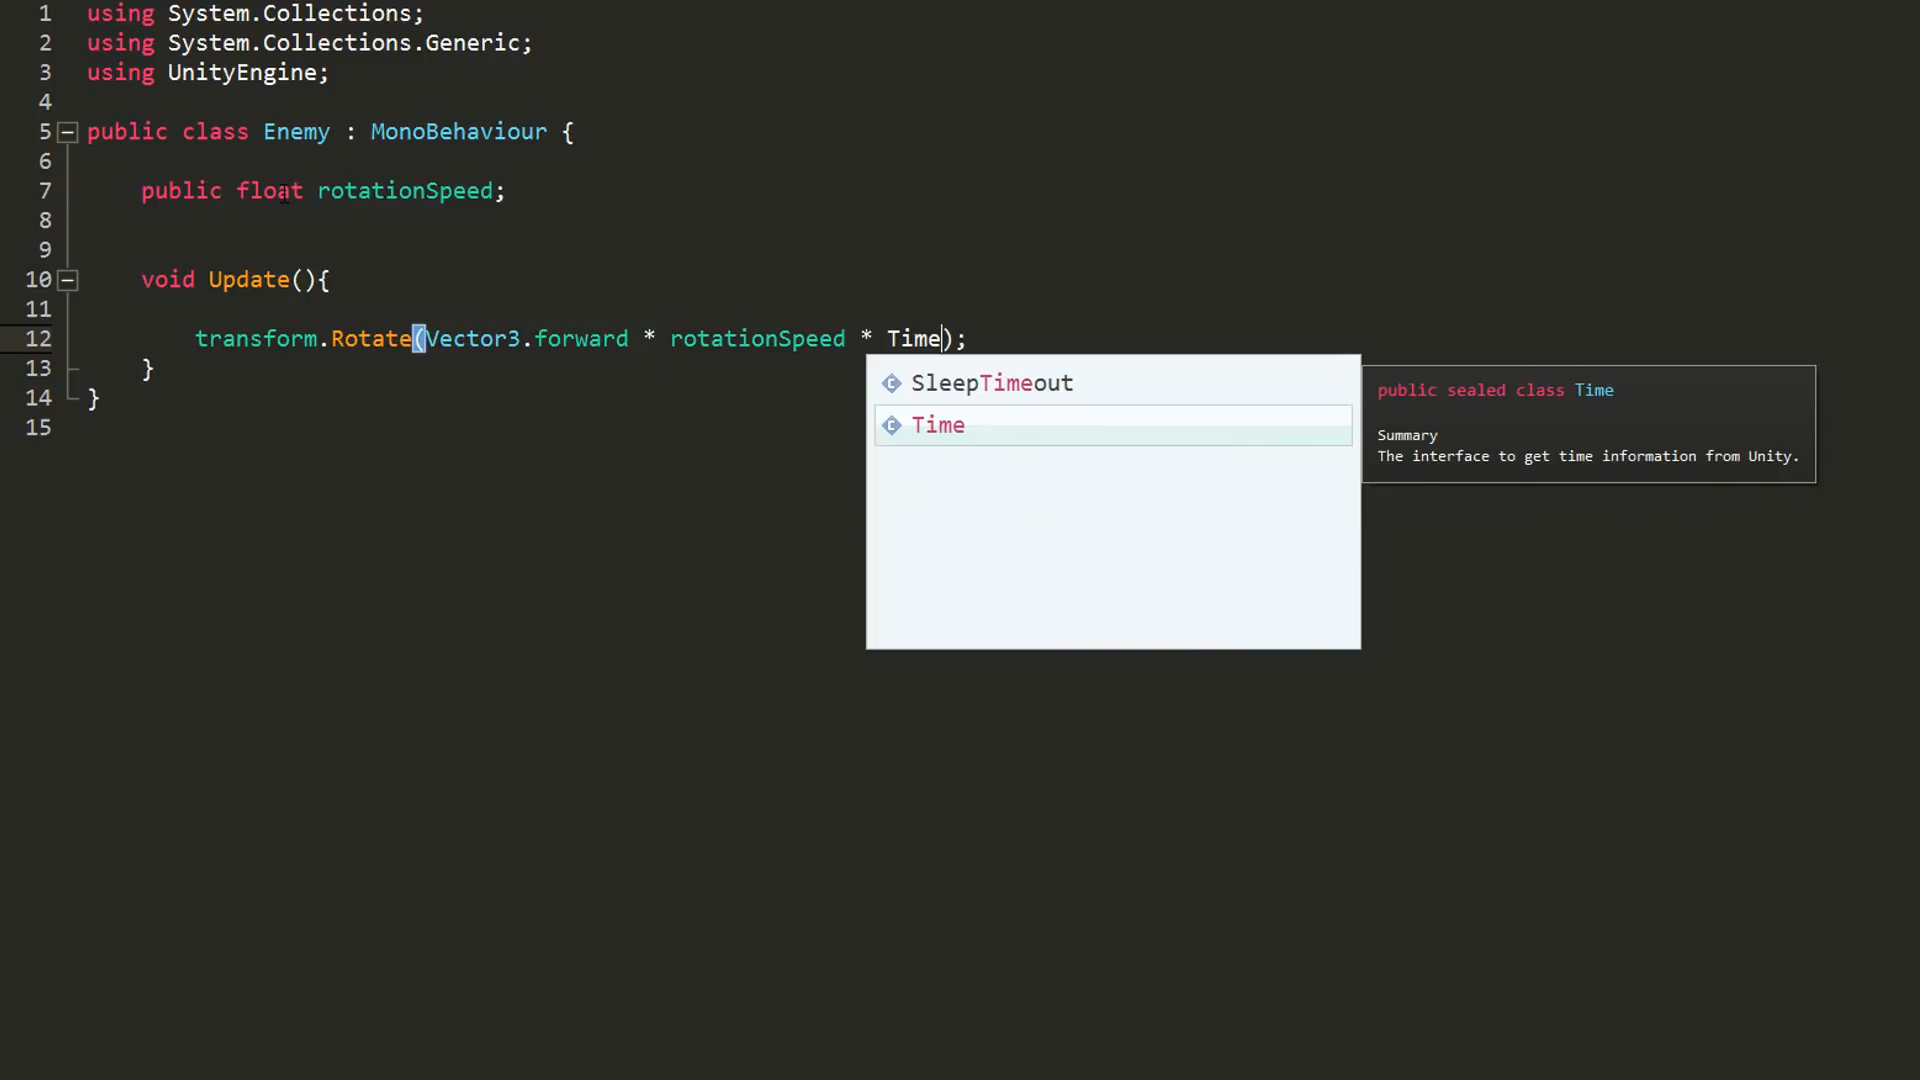 1 using System.Collections;
2 using System.Collections.Generic;
3 using UnityEngine;
4
5 public class Enemy : MonoBehaviour {
6
7 public float rotationSpeed;
8
9
10 void Update(){
11
12 transform.Rotate(Vector3.forward * rotationSpeed * Time);
13 }
14 }
15
SleepTimeout
Time
public sealed class Time
Summary
The interface to get time information from Unity.